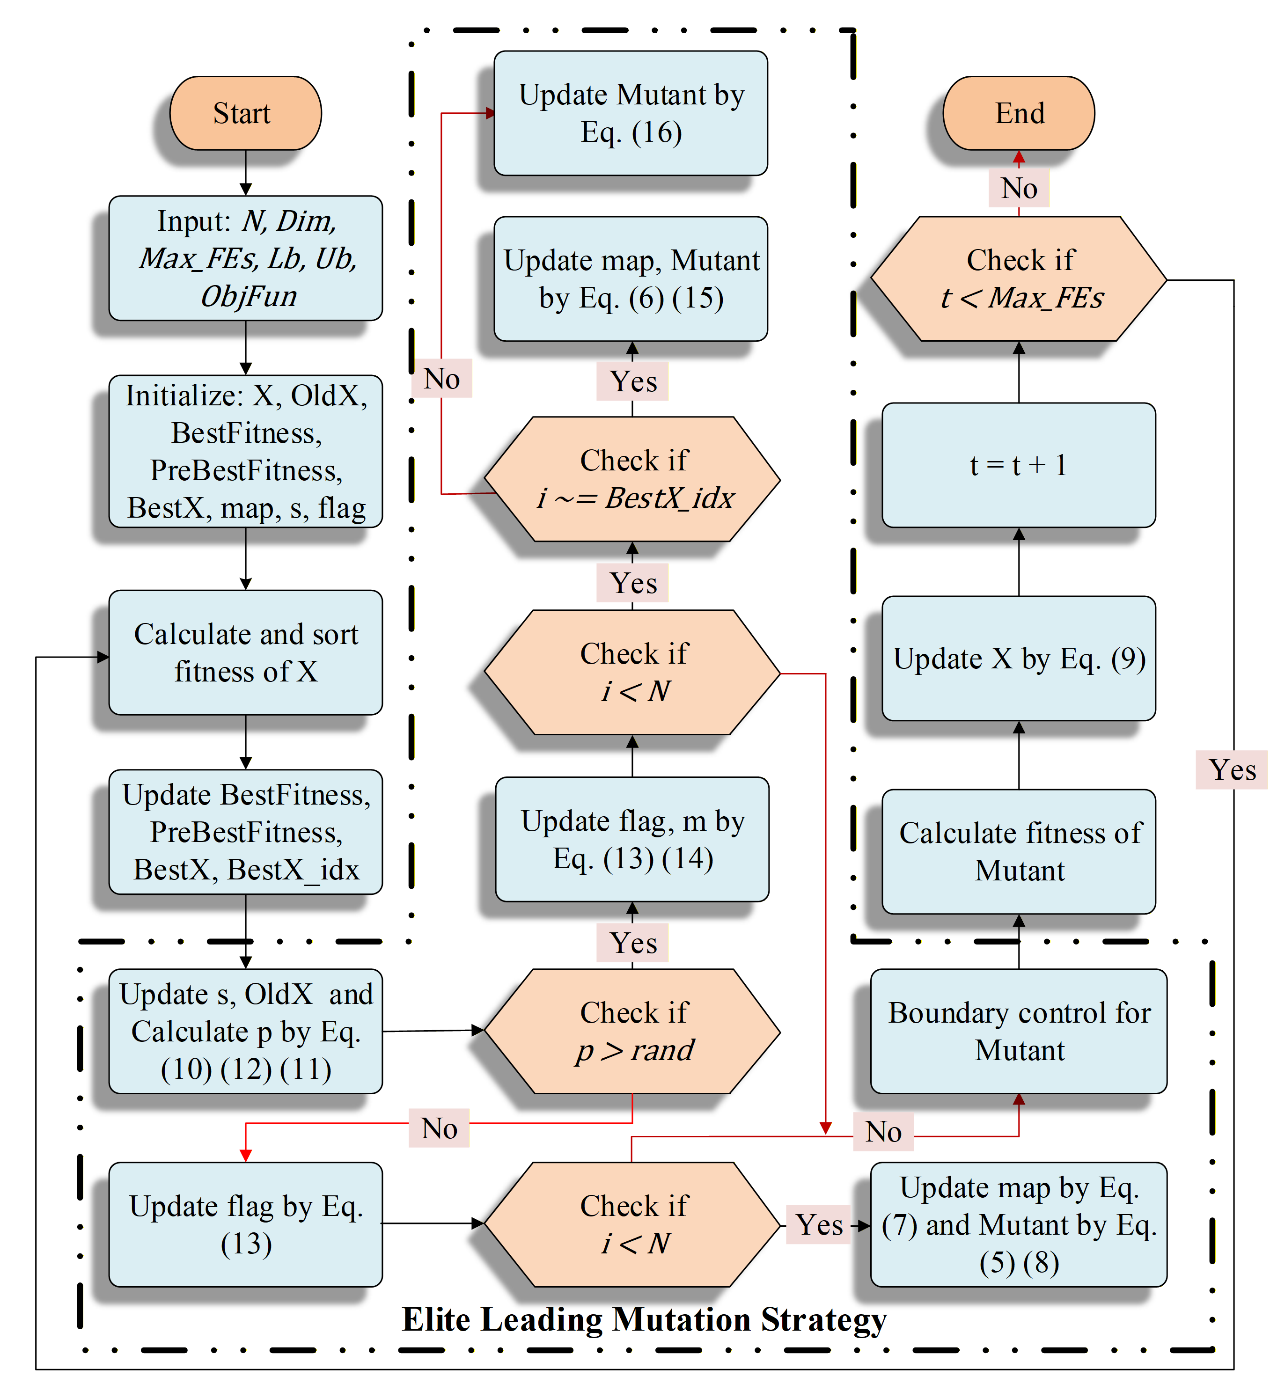 Start
Input: N, Dim,
Max_FEs, Lb, Ub,
ObjFun
Initialize: X, OldX,
BestFitness,
PreBestFitness,
BestX, map, s, flag
Calculate and sort
fitness of X
Update BestFitness,
PreBestFitness,
BestX, BestX_idx
Update s, OldX and
Calculate p by Eq.
(10) (12) (11)
Check if
p > rand
No
Update flag by Eq.
(13)
Check if
i < N
Yes
Update map by Eq.
(7) and Mutant by Eq.
(5) (8)
Yes
Update flag, m by
Eq. (13) (14)
Check if
i < N
Yes
Check if
i ~= BestX_idx
Yes
Update map, Mutant
by Eq. (6) (15)
No
Update Mutant by
Eq. (16)
No
Boundary control for
Mutant
Calculate fitness of
Mutant
Update X by Eq. (9)
t = t + 1
Check if
t < Max_FEs
Yes
No
End
Elite Leading Mutation Strategy